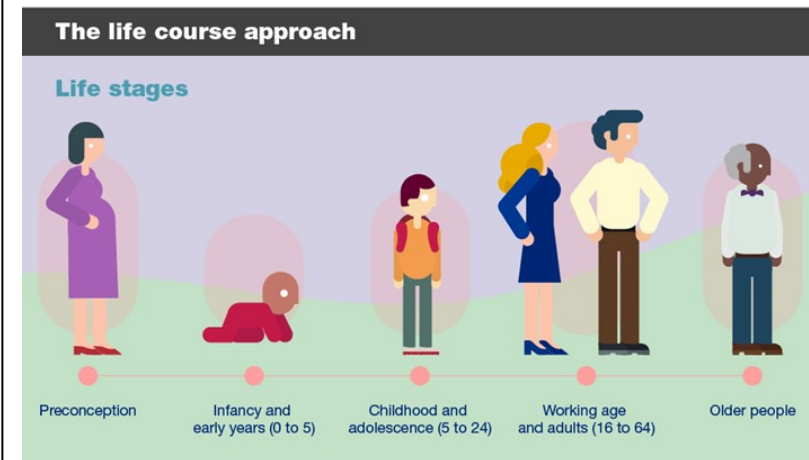 The life course approach
Life stages
Preconception
Infancy and
early years (0 to 5)
Childhood and
adolescence (5 to 24)
Working age
and adults (16 to 64)
Older people